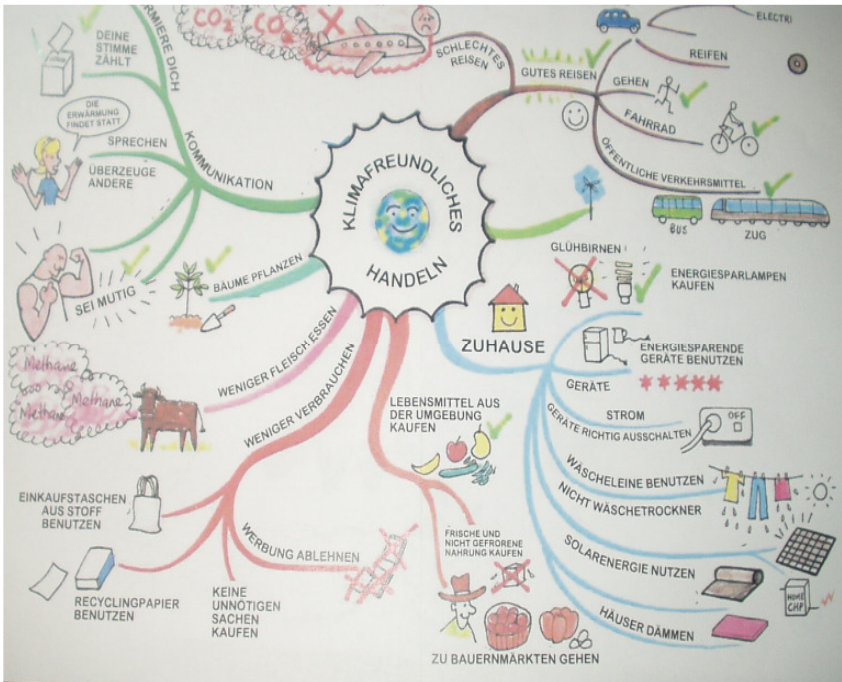 CO2
CO2
SCHLECHTES
REISEN
GUTES REISEN
ELECTRI
REIFEN
GEHEN
FAHRRAD
ÖFFENTLICHE VERKEHRSMITTEL
BUS
ZUG
RMIERE DICH
DEINE
STIMME
ZÄHLT
DIE
ERWÄRMUNG
FINDET STATT
SPRECHEN
ÜBERZEUGE
ANDERE
KOMMUNIKATION
SEI MUTIG
BÄUME PFLANZEN
KLIMAFREUNDLICHES
HANDELN
WENIGER FLEISCH ESSEN
Methane
Methane
Methane
WENIGER VERBRAUCHEN
EINKAUFSTASCHEN
AUS STOFF
BENUTZEN
RECYCLINGPAPIER
BENUTZEN
KEINE
UNNÖTIGEN
SACHEN
KAUFEN
WERBUNG ABLEHNEN
LEBENSMITTEL AUS
DER UMGEBUNG
KAUFEN
FRISCHE UND
NICHT GEFRORENE
NAHRUNG KAUFEN
ZU BAUERNMÄRKTEN GEHEN
ZUHAUSE
GLÜHBIRNEN
ENERGIESPARLAMPEN
KAUFEN
ENERGIESPARENDE
GERÄTE BENUTZEN
GERÄTE
STROM
GERÄTE RICHTIG AUSSCHALTEN
OFF
WÄSCHELEINE BENUTZEN
NICHT WÄSCHETROCKNER
SOLARENERGIE NUTZEN
HOME
CHP
HÄUSER DÄMMEN